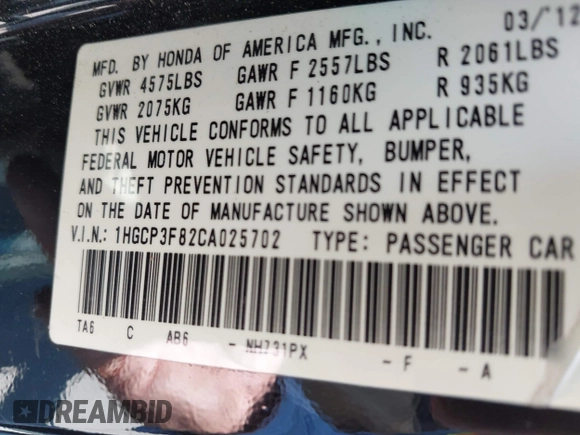 03/12
MFD. BY HONDA OF AMERICA MFG., INC.
GVWR 4575LBS GAWR F 2557LBS R 2061LBS
GVWR 2075KG GAWR F 1160KG R 935KG
THIS VEHICLE CONFORMS TO ALL APPLICABLE
FEDERAL MOTOR VEHICLE SAFETY, BUMPER,
AND THEFT PREVENTION STANDARDS IN EFFECT
ON THE DATE OF MANUFACTURE SHOWN ABOVE.
V.I.N.: 1HGCP3F82CA025702 TYPE: PASSENGER CAR
TA6 C AB6 - NH731PX - F - A
DREAMBID